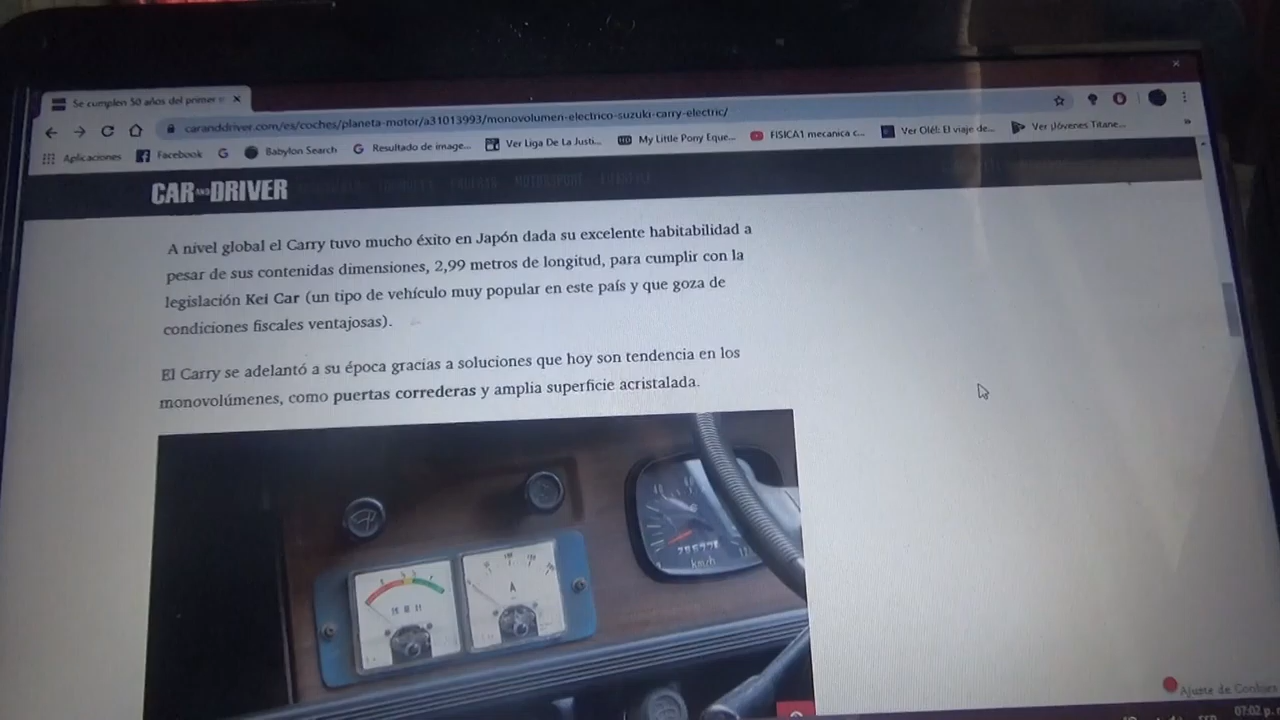 Se cumplen 50 años del primer
caranddriver.com/es/coches/planeta-motor/a31013993/monovolumen-electrico-suzuki-carry-electric/
Aplicaciones Facebook Babylon Search Resultado de image... Ver Liga De La Justi... My Little Pony Eque... FISICA1 mecanica c... Ver Olé!: El viaje de... Ver ¡Jóvenes Titane...
CAR AND DRIVER MOTORSPORT
A nivel global el Carry tuvo mucho éxito en Japón dada su excelente habitabilidad a
pesar de sus contenidas dimensiones, 2,99 metros de longitud, para cumplir con la
legislación Kei Car (un tipo de vehículo muy popular en este país y que goza de
condiciones fiscales ventajosas).
El Carry se adelantó a su época gracias a soluciones que hoy son tendencia en los
monovolúmenes, como puertas correderas y amplia superficie acristalada.
km/h
A
Ajuste de Cookies
07:02 p.